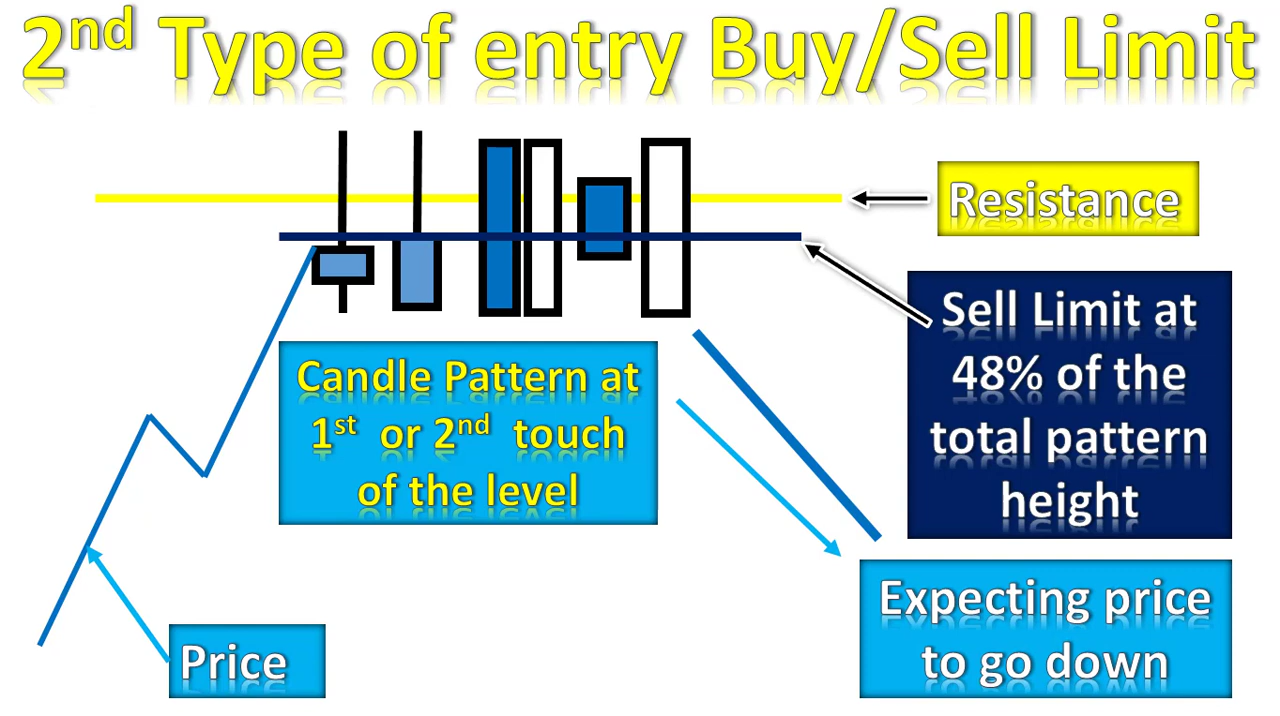 2nd Type of entry Buy/Sell Limit
Resistance
Sell Limit at
48% of the
total pattern
height
Candle Pattern at
1st or 2nd touch
of the level
Expecting price
to go down
Price